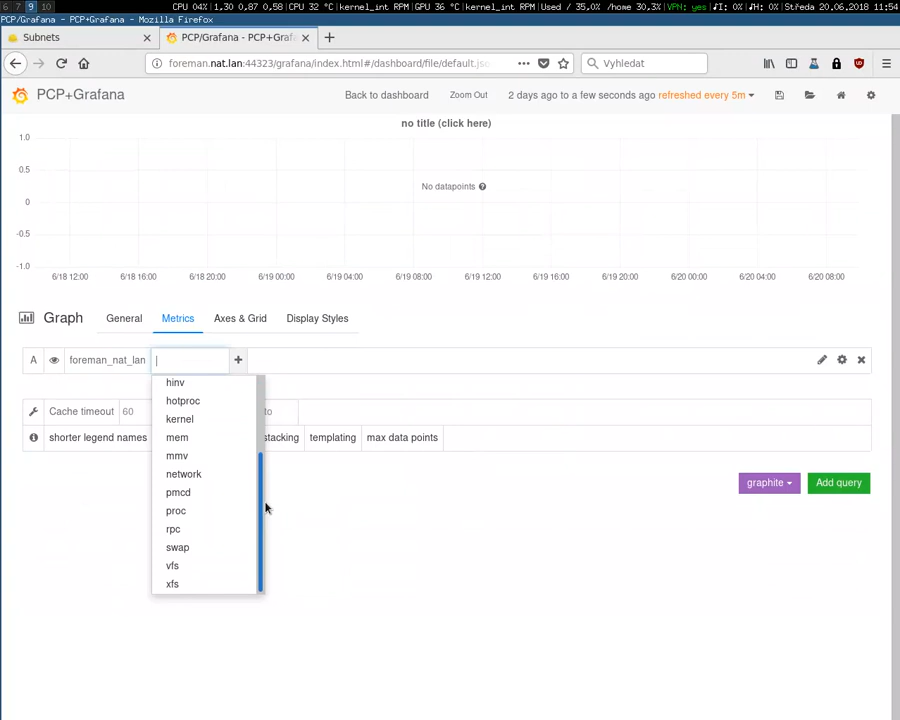 6 7 9 10 CPU 04% 1,30 0,87 0,58 CPU 32 °C kernel_int RPM GPU 36 °C kernel_int RPM Used / 35,0% /home 30,3% VPN: yes ♪I: 0% ♪H: 0% Středa 20.06.2018 11:54
PCP/Grafana - PCP+Grafana - Mozilla Firefox
Subnets PCP/Grafana - PCP+Graf
foreman.nat.lan:44323/grafana/index.html#/dashboard/file/default.jso Vyhledat
PCP+Grafana Back to dashboard Zoom Out 2 days ago to a few seconds ago refreshed every 5m
no title (click here)
1.0
0.5
No datapoints
0
-0.5
-1.0
6/18 12:00 6/18 16:00 6/18 20:00 6/19 00:00 6/19 04:00 6/19 08:00 6/19 12:00 6/19 16:00 6/19 20:00 6/20 00:00 6/20 04:00 6/20 08:00
Graph General Metrics Axes & Grid Display Styles
A foreman_nat_lan
hinv
hotproc
Cache timeout 60 to
kernel
shorter legend names stacking templating max data points
mem
mmv
network
graphite Add query
pmcd
proc
rpc
swap
vfs
xfs